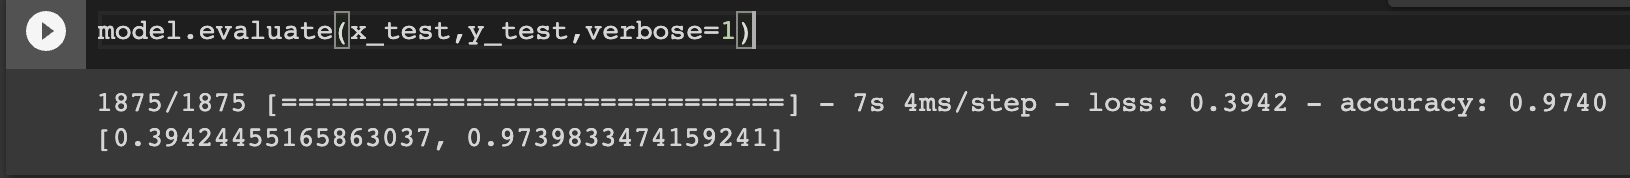 model.evaluate(x_test,y_test,verbose=1)
1875/1875 [==============================] - 7s 4ms/step - loss: 0.3942 - accuracy: 0.9740
[0.39424455165863037, 0.9739833474159241]